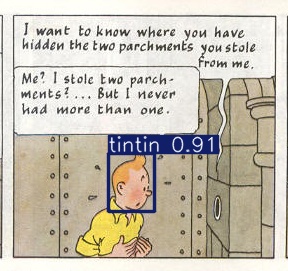 I want to know where you have
hidden the two parchments you stole
from me.
Me? I stole two parch-
ments?... But I never
had more than one.
tintin 0.91